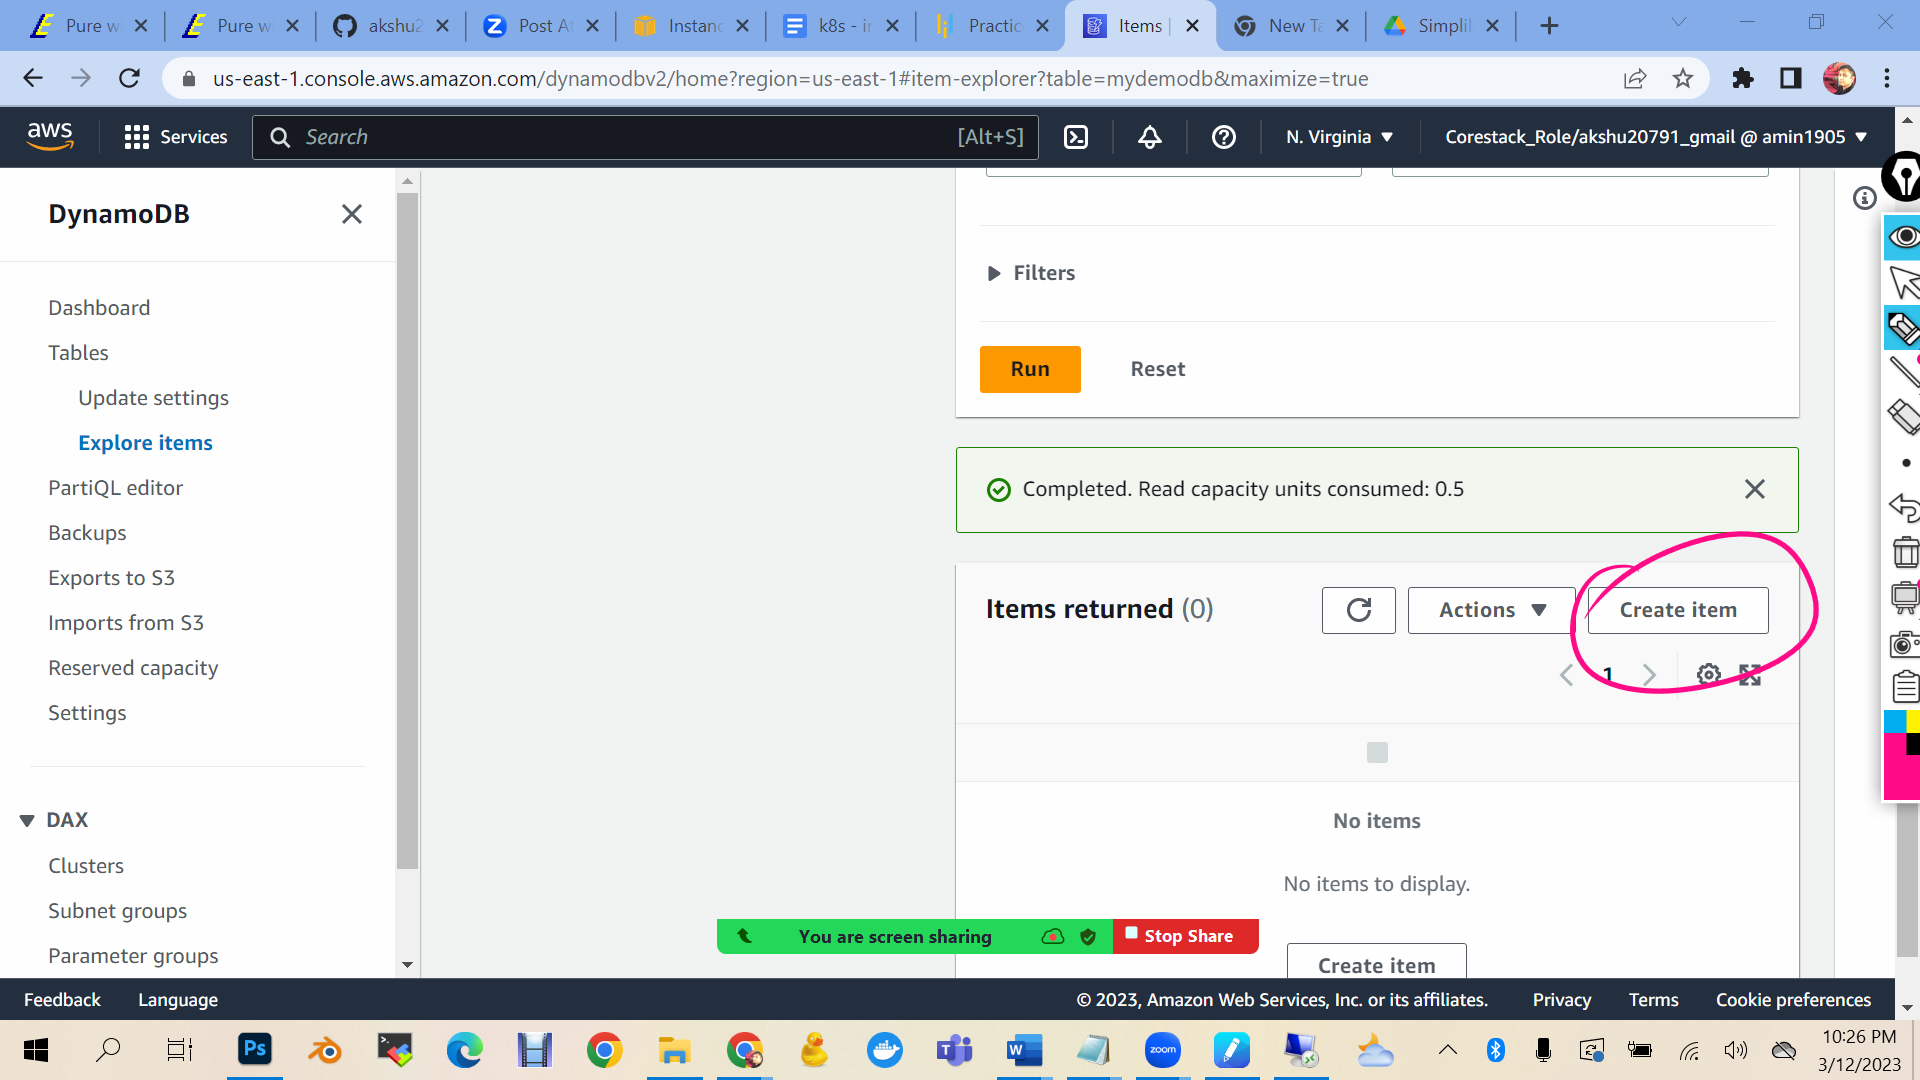 Pure w
Pure w
akshu2
Post At
Instanc
k8s - in
Practic
Items |
New Ta
Simplil
us-east-1.console.aws.amazon.com/dynamodbv2/home?region=us-east-1#item-explorer?table=mydemodb&maximize=true
aws
Services
Search
[Alt+S]
N. Virginia
Corestack_Role/akshu20791_gmail @ amin1905
DynamoDB
Dashboard
Tables
Update settings
Explore items
PartiQL editor
Backups
Exports to S3
Imports from S3
Reserved capacity
Settings
DAX
Clusters
Subnet groups
Parameter groups
Filters
Run
Reset
Completed. Read capacity units consumed: 0.5
Items returned (0)
Actions
Create item
1
No items
No items to display.
Create item
You are screen sharing
Stop Share
Feedback
Language
© 2023, Amazon Web Services, Inc. or its affiliates.
Privacy
Terms
Cookie preferences
Ps
W
zoom
10:26 PM
3/12/2023